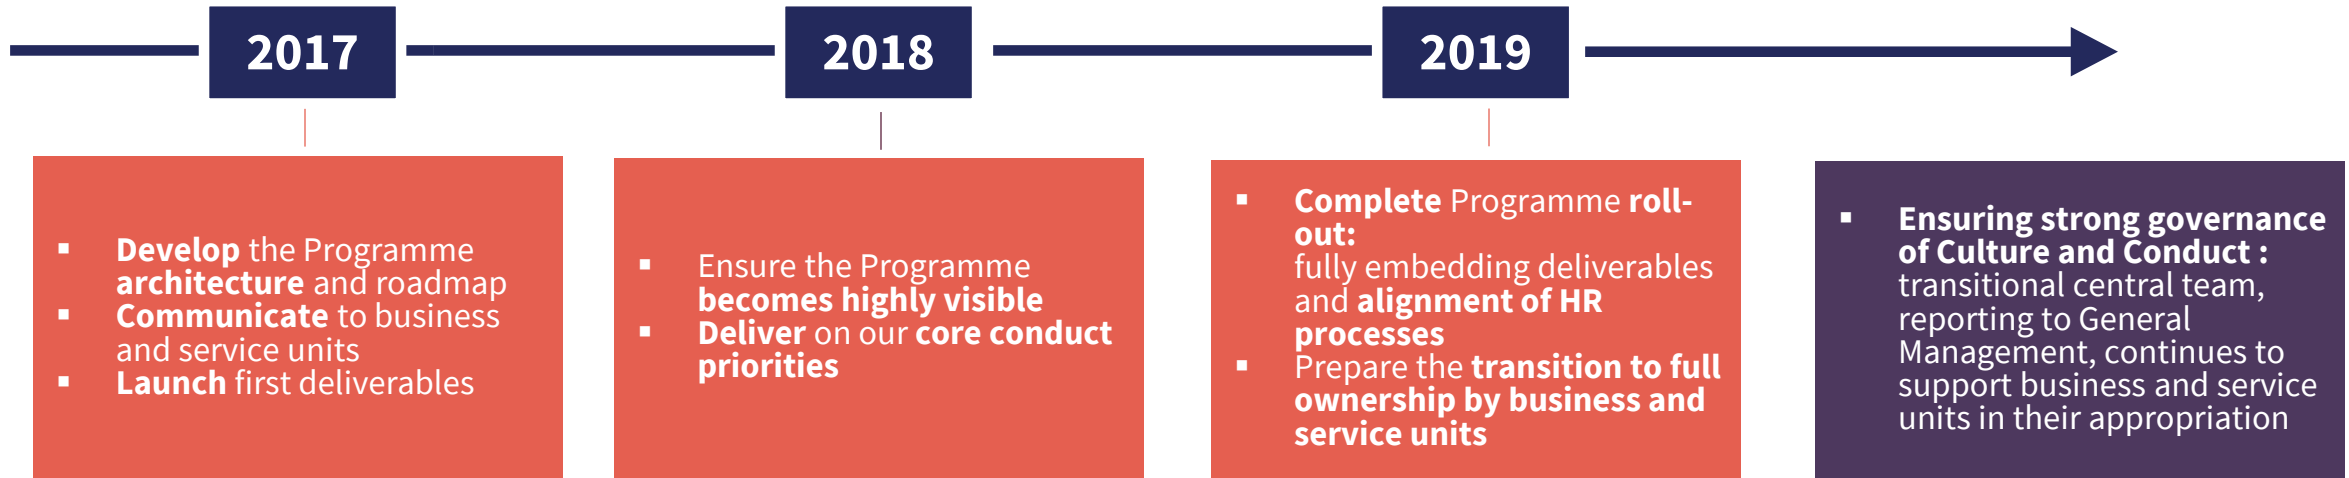 2017
2018
2019
▪ Develop the Programme
architecture and roadmap
▪ Communicate to business
and service units
▪ Launch first deliverables
▪ Ensure the Programme
becomes highly visible
▪ Deliver on our core conduct
priorities
▪ Complete Programme roll-
out:
fully embedding deliverables
and alignment of HR
processes
▪ Prepare the transition to full
ownership by business and
service units
▪ Ensuring strong governance
of Culture and Conduct :
transitional central team,
reporting to General
Management, continues to
support business and service
units in their appropriation